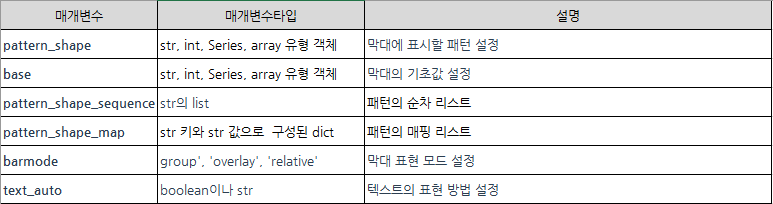 매개변수 매개변수타입 설명
pattern_shape str, int, Series, array 유형 객체 막대에 표시할 패턴 설정
base str, int, Series, array 유형 객체 막대의 기초값 설정
pattern_shape_sequence str의 list 패턴의 순차 리스트
pattern_shape_map str 키와 str 값으로 구성된 dict 패턴의 매핑 리스트
barmode group', 'overlay', 'relative' 막대 표현 모드 설정
text_auto boolean이나 str 텍스트의 표현 방법 설정